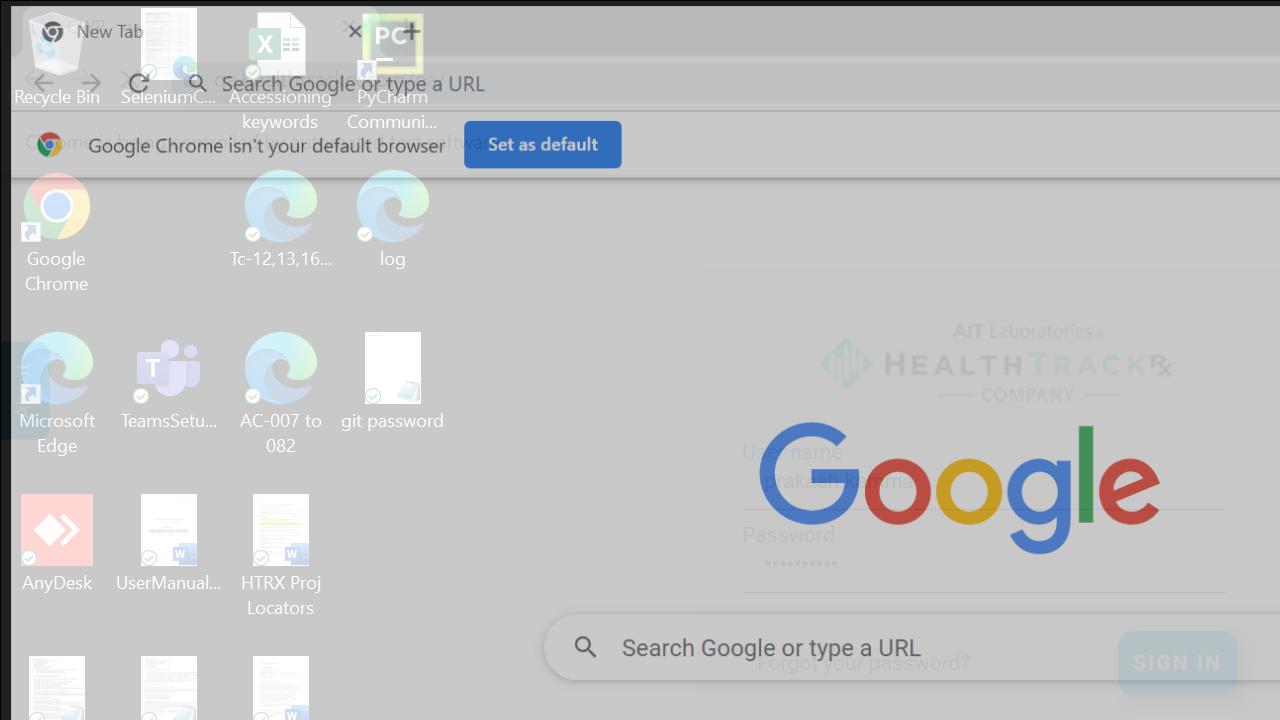 New Tab
Search Google or type a URL
Google Chrome isn't your default browser
Set as default
Recycle Bin
SeleniumC...
Accessioning
keywords
PyCharm
Communi...
Google
Chrome
Tc-12,13,16...
log
Microsoft
Edge
TeamsSetu...
AC-007 to
082
git password
AnyDesk
UserManual...
HTRX Proj
Locators
AIT Laboratories
HEALTHTRACKRx
COMPANY
Google
User name
prakash.kamma
Password
Search Google or type a URL
Forgot your password?
SIGN IN